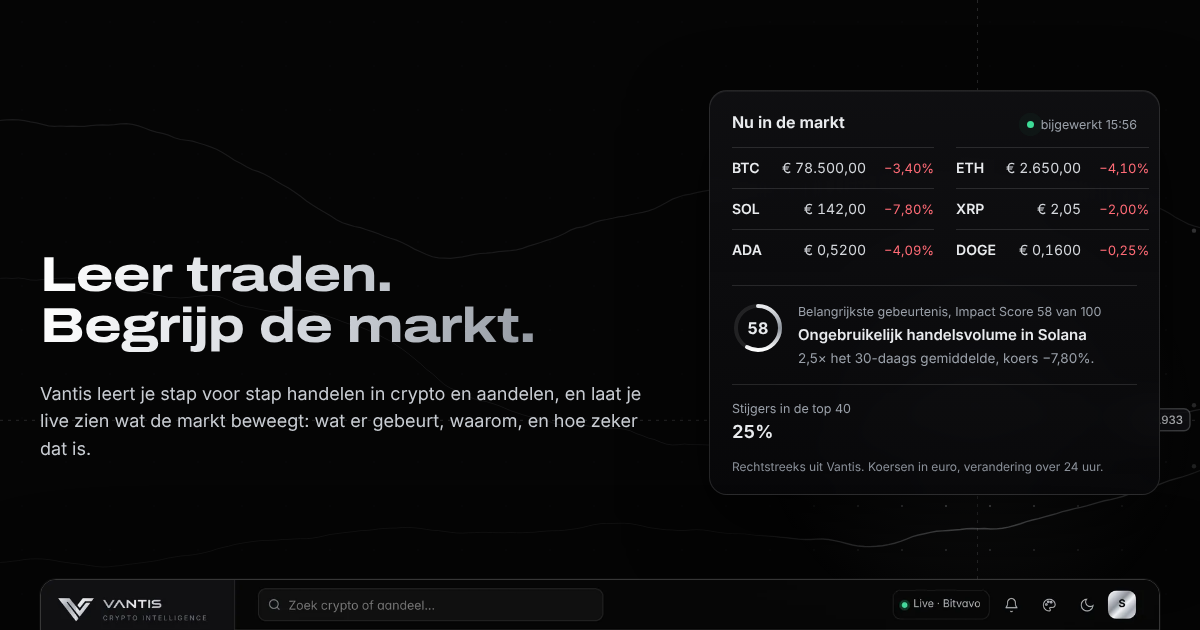 Nu in de markt
bijgewerkt 15:56
BTC € 78.500,00 −3,40% ETH € 2.650,00 −4,10%
SOL € 142,00 −7,80% XRP € 2,05 −2,00%
ADA € 0,5200 −4,09% DOGE € 0,1600 −0,25%
Leer traden.
Begrijp de markt.
Vantis leert je stap voor stap handelen in crypto en aandelen, en laat je
live zien wat de markt beweegt: wat er gebeurt, waarom, en hoe zeker
dat is.
58
Belangrijkste gebeurtenis, Impact Score 58 van 100
Ongebruikelijk handelsvolume in Solana
2,5× het 30-daags gemiddelde, koers −7,80%.
Stijgers in de top 40
25%
Rechtstreeks uit Vantis. Koersen in euro, verandering over 24 uur.
VANTIS
CRYPTO INTELLIGENCE
Zoek crypto of aandeel...
Live · Bitvavo
S